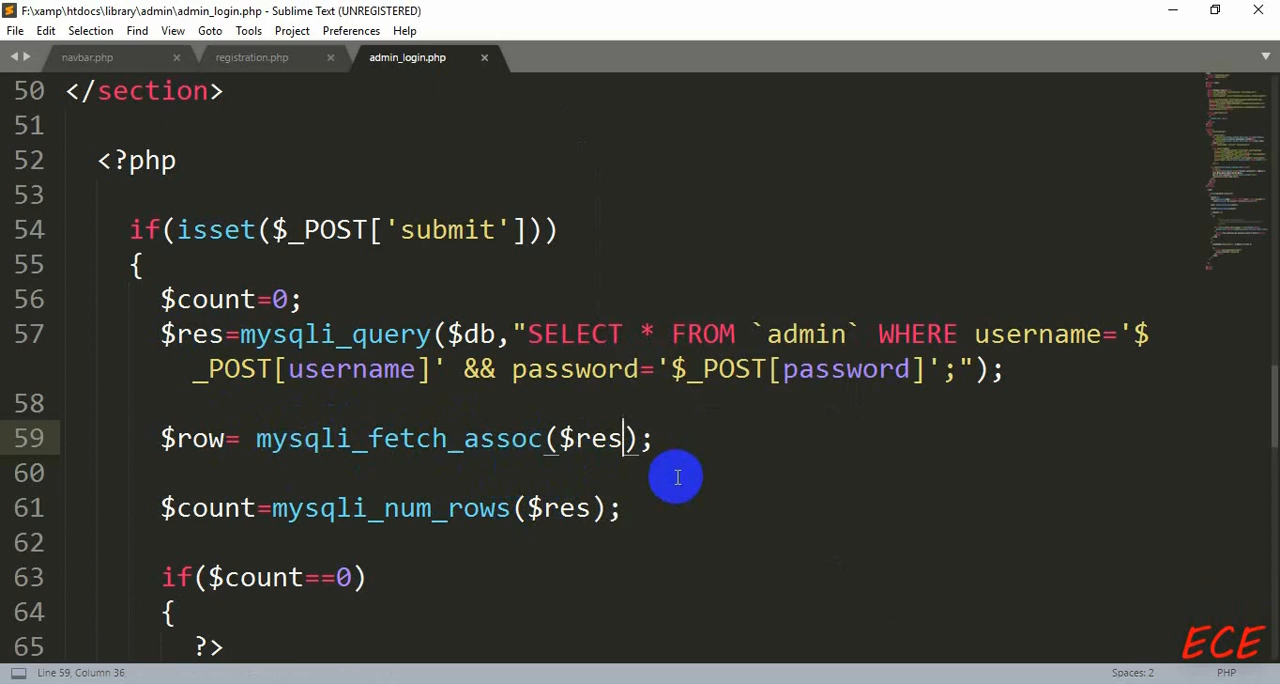 F:\xamp\htdocs\library\admin\admin_login.php - Sublime Text (UNREGISTERED)
File Edit Selection Find View Goto Tools Project Preferences Help
navbar.php registration.php admin_login.php
50 </section>
51
52 <?php
53
54 if(isset($_POST['submit']))
55 {
56 $count=0;
57 $res=mysqli_query($db,"SELECT * FROM `admin` WHERE username='$
_POST[username]' && password='$_POST[password]';");
58
59 $row= mysqli_fetch_assoc($res);
60
61 $count=mysqli_num_rows($res);
62
63 if($count==0)
64 {
65 ?>
ECE
Line 59, Column 36 Spaces: 2 PHP